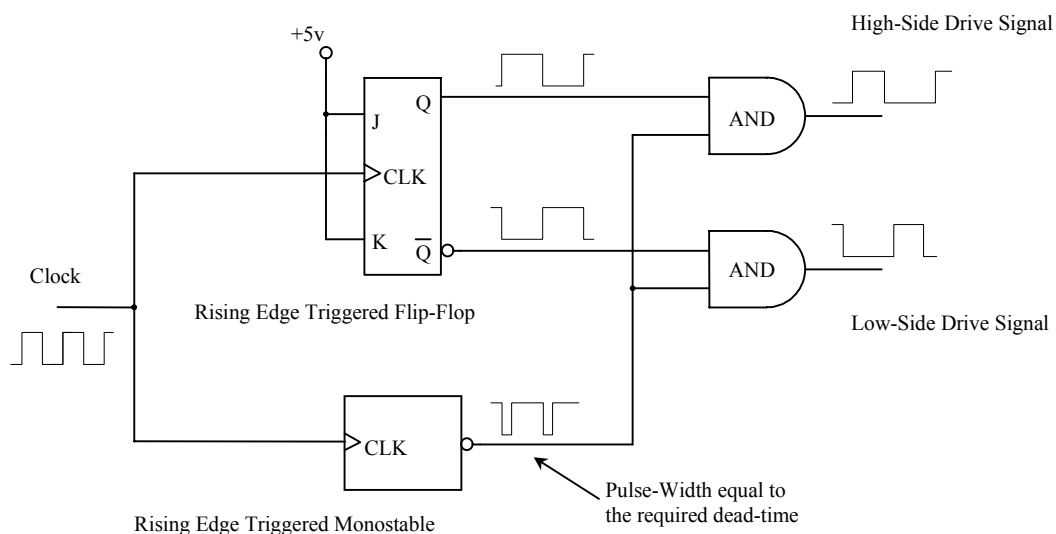 High-Side Drive Signal
+5v
Q
J
AND
CLK
K
Q̅
AND
Clock
Rising Edge Triggered Flip-Flop
Low-Side Drive Signal
CLK
Pulse-Width equal to
the required dead-time
Rising Edge Triggered Monostable